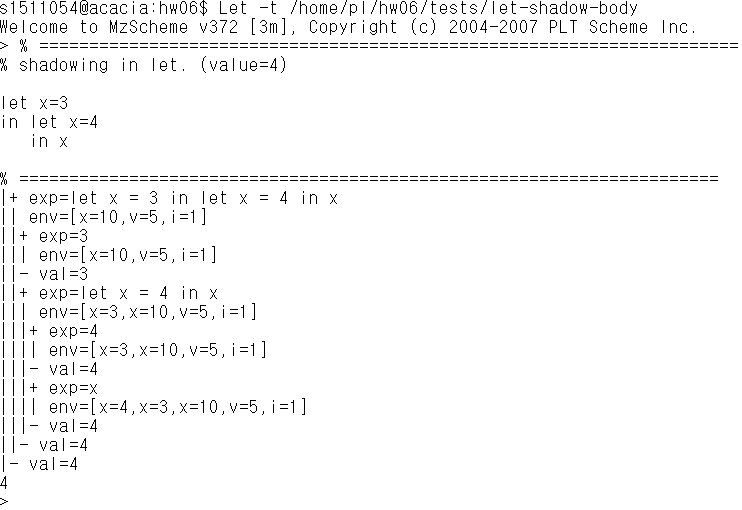 s1511054@acacia:hw06$ Let -t /home/pl/hw06/tests/let-shadow-body
Welcome to MzScheme v372 [3m], Copyright (c) 2004-2007 PLT Scheme Inc.
> % ======================================================================
% shadowing in let. (value=4)

let x=3
in let x=4
   in x

% ======================================================================
|+ exp=let x = 3 in let x = 4 in x
|| env=[x=10,v=5,i=1]
||+ exp=3
||| env=[x=10,v=5,i=1]
||- val=3
||+ exp=let x = 4 in x
||| env=[x=3,x=10,v=5,i=1]
|||+ exp=4
|||| env=[x=3,x=10,v=5,i=1]
|||- val=4
|||+ exp=x
|||| env=[x=4,x=3,x=10,v=5,i=1]
|||- val=4
||- val=4
|- val=4
4
>